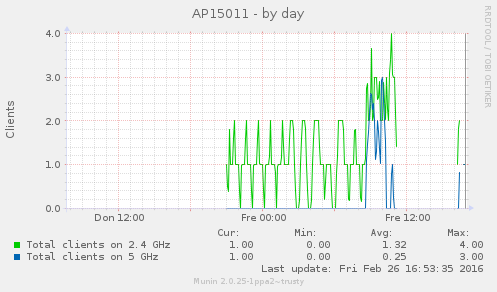 AP15011 - by day
RRDTOOL / TOBI OETIKER
Clients
4.0
3.0
2.0
1.0
0.0
Don 12:00 Fre 00:00 Fre 12:00
Cur: Min: Avg: Max:
Total clients on 2.4 GHz 1.00 0.00 1.32 4.00
Total clients on 5 GHz 1.00 0.00 0.25 3.00
Last update: Fri Feb 26 16:53:35 2016
Munin 2.0.25-1ppa2~trusty